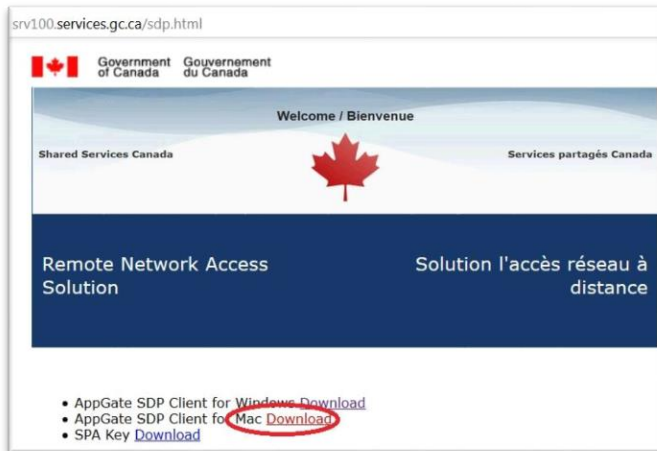 srv100.services.gc.ca/sdp.html
Government Gouvernement
of Canada du Canada
Welcome / Bienvenue
Shared Services Canada Services partagés Canada
Remote Network Access Solution l'accès réseau à
Solution distance
• AppGate SDP Client for Windows Download
• AppGate SDP Client for Mac Download
• SPA Key Download